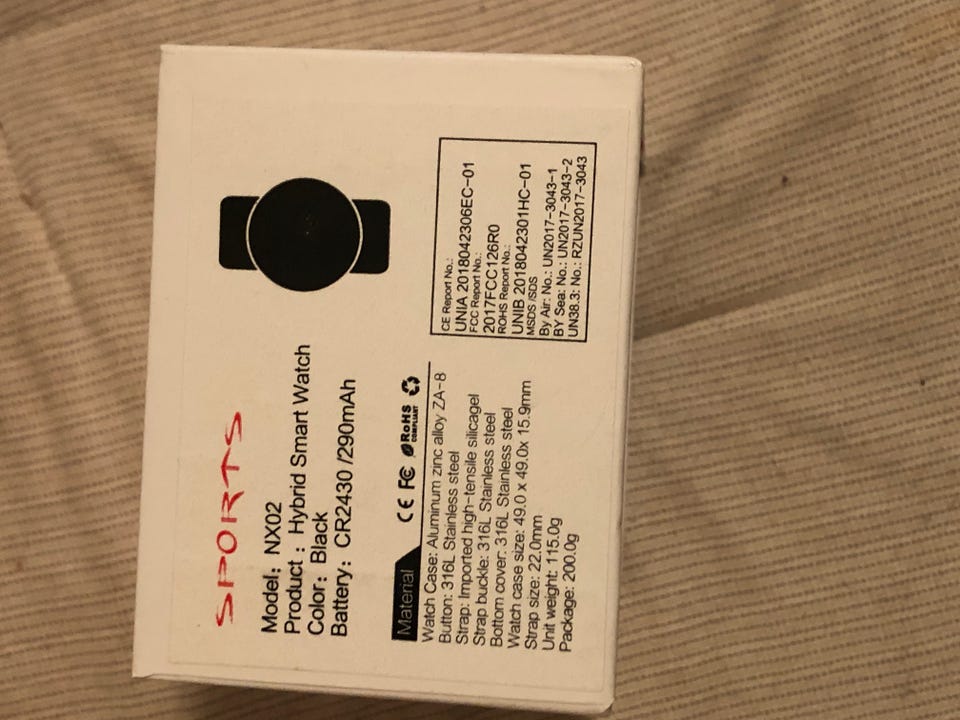 SPORTS
Model: NX02
Product : Hybrid Smart Watch
Color: Black
Battery: CR2430 /290mAh
Material
CE FC RoHS
COMPLIANT
Watch Case: Aluminum zinc alloy ZA-8
Button: 316L Stainless steel
Strap: Imported high-tensile silicagel
Strap buckle: 316L Stainless steel
Bottom cover: 316L Stainless steel
Watch case size: 49.0 x 49.0x 15.9mm
Strap size: 22.0mm
Unit weight: 115.0g
Package: 200.0g
CE Report No.:
UNIA 2018042306EC-01
FCC Report No.:
2017FCC126R0
ROHS Report No.:
UNIB 2018042301HC-01
MSDS /SDS
By Air: No.: UN2017-3043-1
BY Sea: No.: UN2017-3043-2
UN38.3: No.: RZUN2017-3043